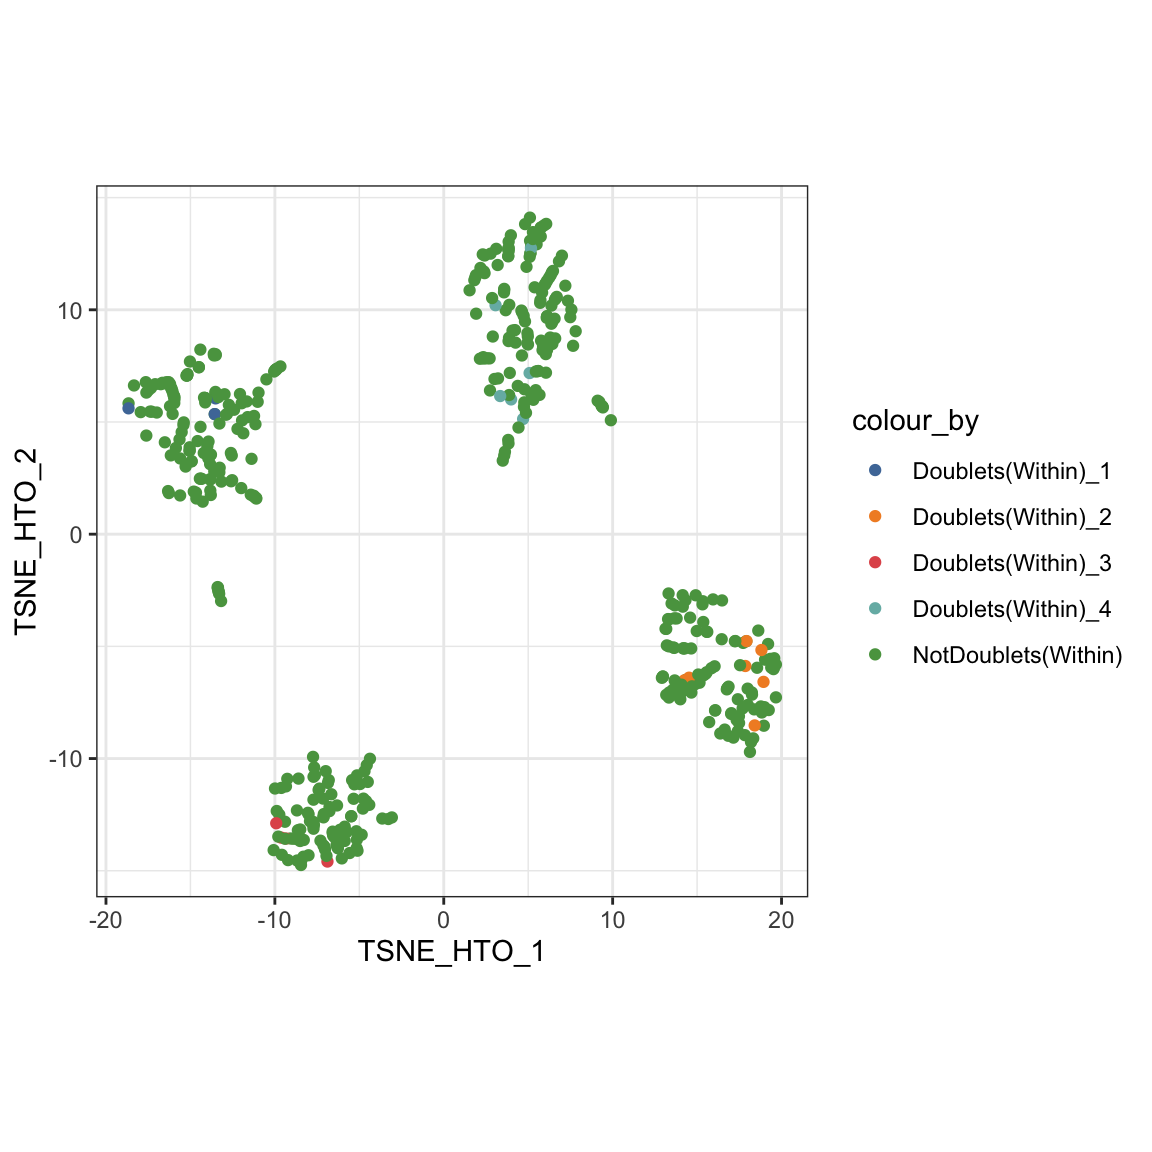 10
0
-10
-20
-10
0
10
20
TSNE_HTO_1
TSNE_HTO_2
colour_by
Doublets(Within)_1
Doublets(Within)_2
Doublets(Within)_3
Doublets(Within)_4
NotDoublets(Within)